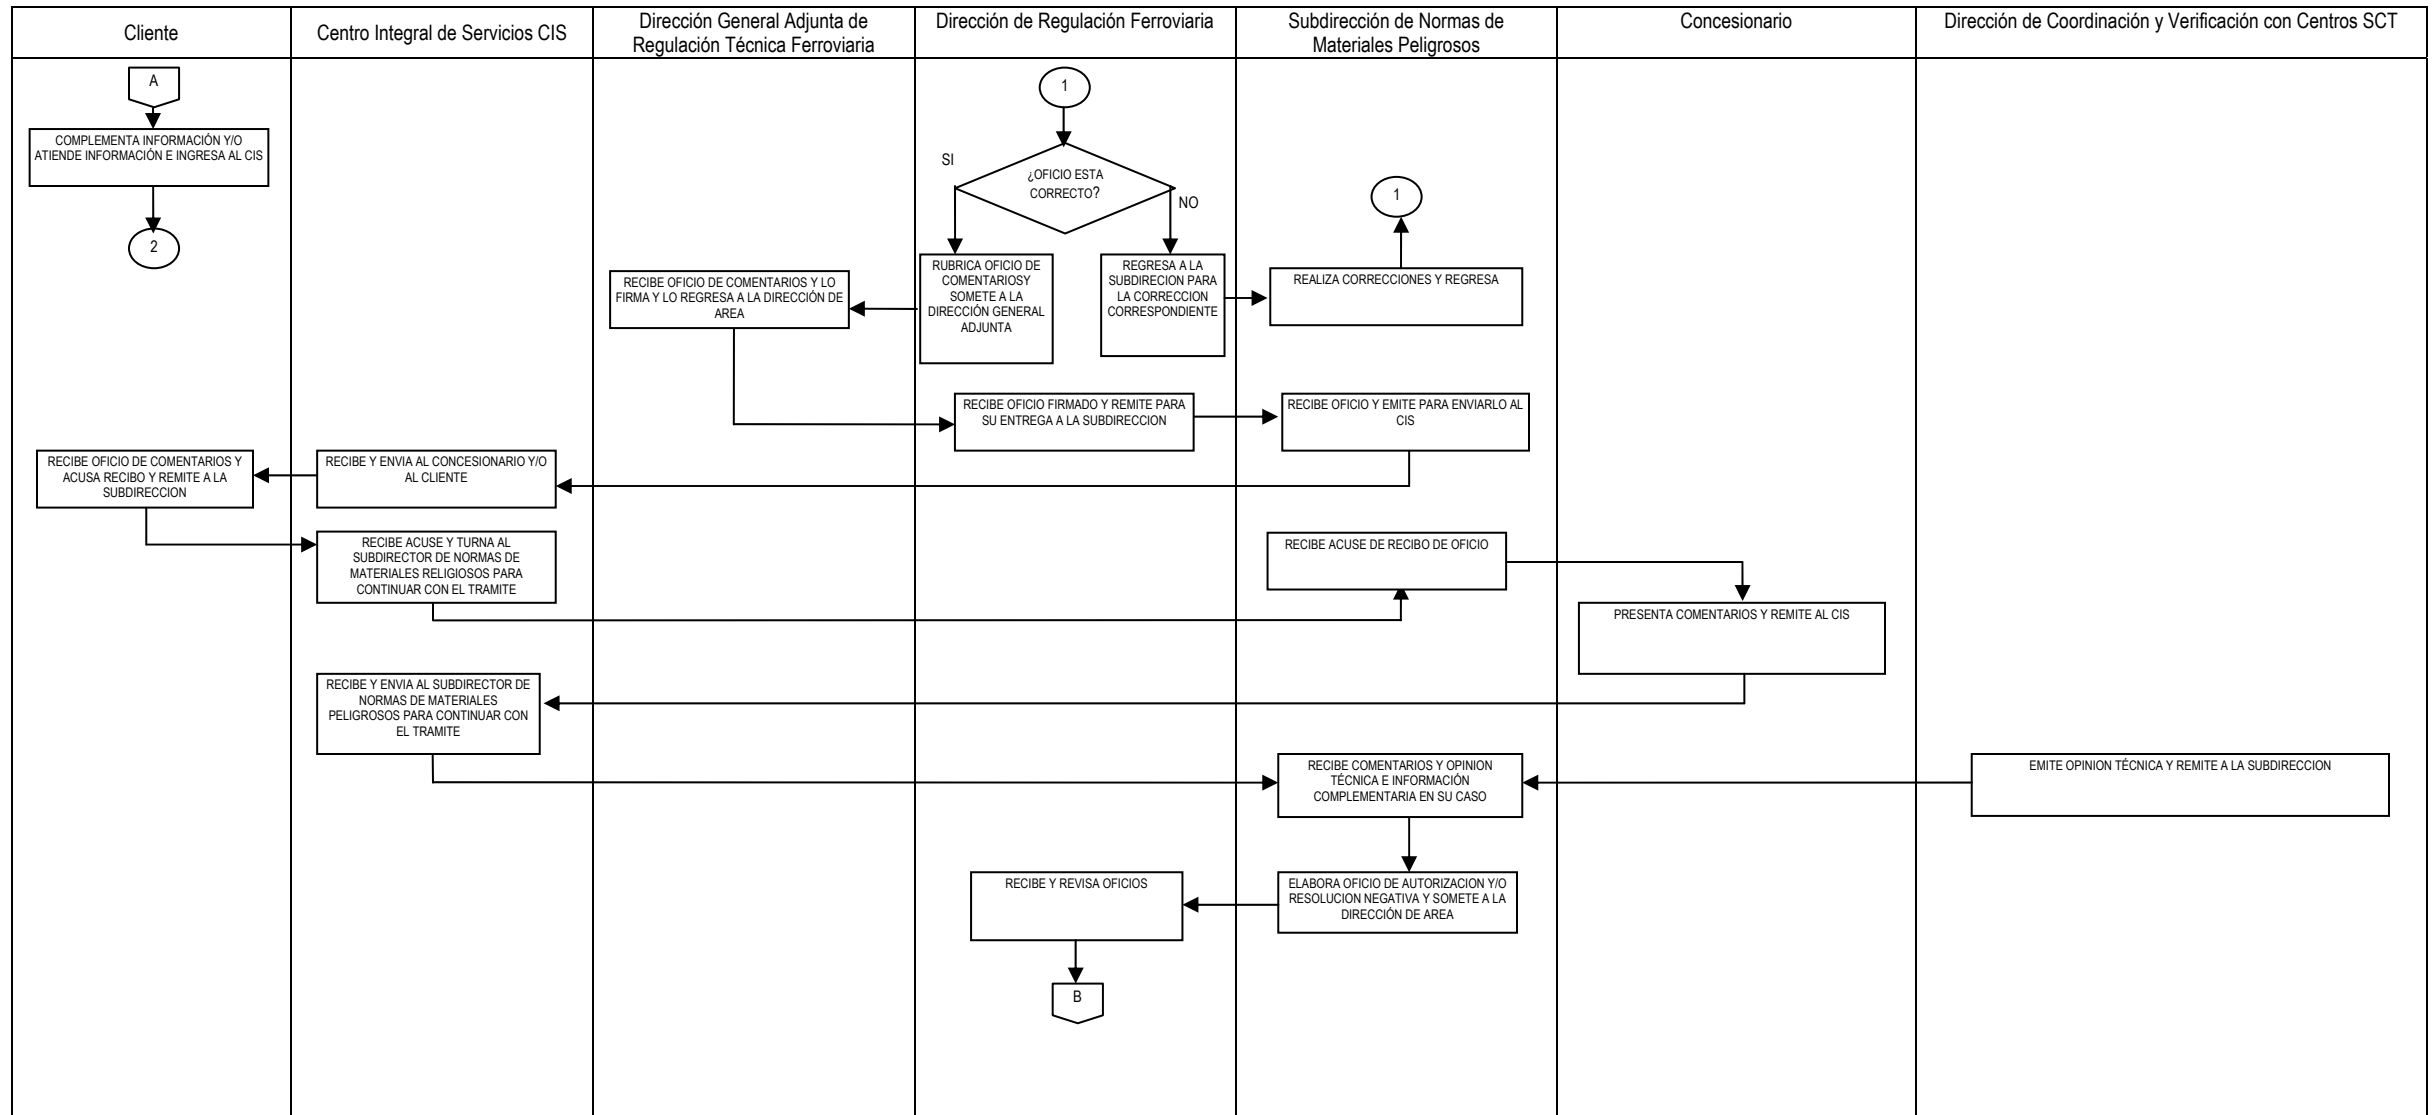 Cliente
Centro Integral de Servicios CIS
Dirección General Adjunta de
Regulación Técnica Ferroviaria
Dirección de Regulación Ferroviaria
Subdirección de Normas de
Materiales Peligrosos
Concesionario
Dirección de Coordinación y Verificación con Centros SCT
A
COMPLEMENTA INFORMACIÓN Y/O
ATIENDE INFORMACIÓN E INGRESA AL CIS
2
1
¿OFICIO ESTA
CORRECTO?
SI
NO
1
RECIBE OFICIO DE COMENTARIOS Y LO
FIRMA Y LO REGRESA A LA DIRECCIÓN DE
AREA
RUBRICA OFICIO DE
COMENTARIOSY
SOMETE A LA
DIRECCIÓN GENERAL
ADJUNTA
REGRESA A LA
SUBDIRECION PARA
LA CORRECCION
CORRESPONDIENTE
REALIZA CORRECCIONES Y REGRESA
RECIBE OFICIO FIRMADO Y REMITE PARA
SU ENTREGA A LA SUBDIRECCION
RECIBE OFICIO Y EMITE PARA ENVIARLO AL
CIS
RECIBE OFICIO DE COMENTARIOS Y
ACUSA RECIBO Y REMITE A LA
SUBDIRECCION
RECIBE Y ENVIA AL CONCESIONARIO Y/O
AL CLIENTE
RECIBE ACUSE Y TURNA AL
SUBDIRECTOR DE NORMAS DE
MATERIALES RELIGIOSOS PARA
CONTINUAR CON EL TRAMITE
RECIBE ACUSE DE RECIBO DE OFICIO
PRESENTA COMENTARIOS Y REMITE AL CIS
RECIBE Y ENVIA AL SUBDIRECTOR DE
NORMAS DE MATERIALES
PELIGROSOS PARA CONTINUAR CON
EL TRAMITE
RECIBE COMENTARIOS Y OPINION
TÉCNICA E INFORMACIÓN
COMPLEMENTARIA EN SU CASO
EMITE OPINION TÉCNICA Y REMITE A LA SUBDIRECCION
RECIBE Y REVISA OFICIOS
ELABORA OFICIO DE AUTORIZACION Y/O
RESOLUCION NEGATIVA Y SOMETE A LA
DIRECCIÓN DE AREA
B